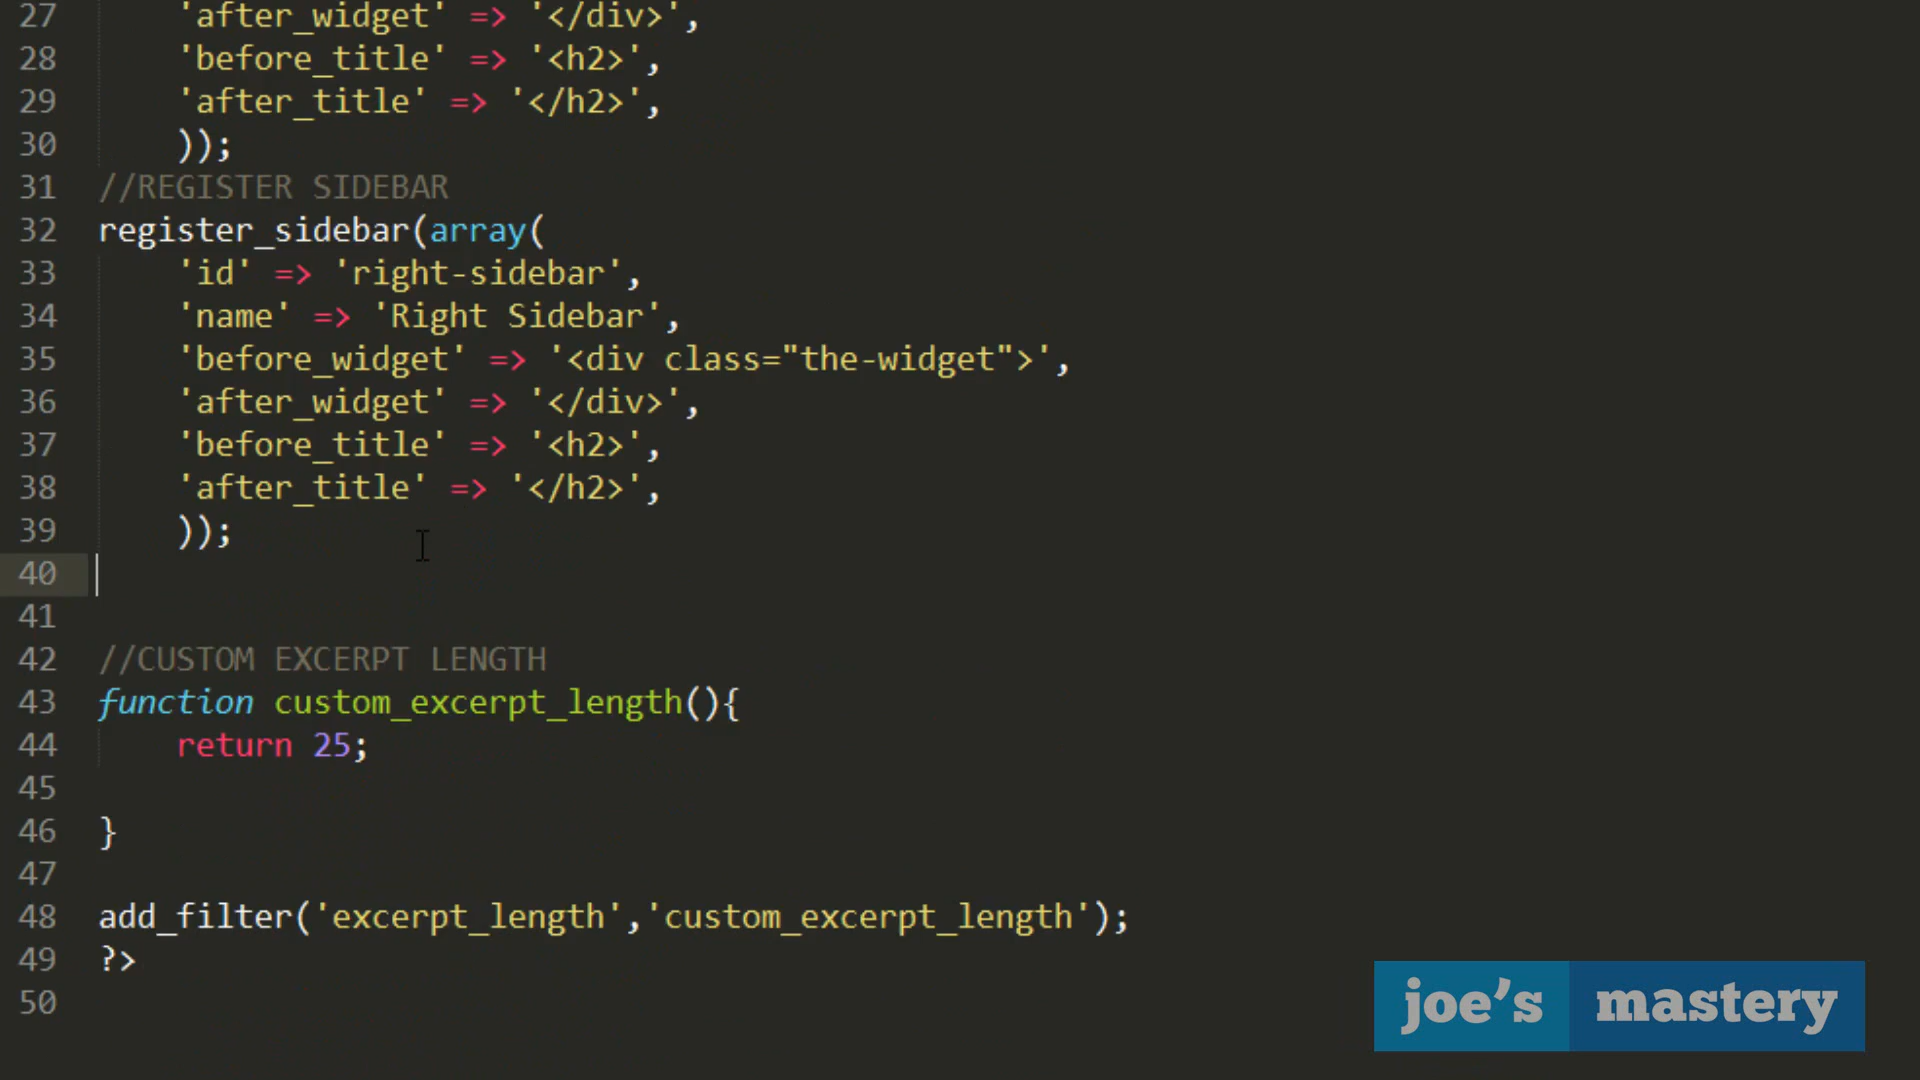 27 'after_widget' => '</div>',
28 'before_title' => '<h2>',
29 'after_title' => '</h2>',
30 ));
31 //REGISTER SIDEBAR
32 register_sidebar(array(
33 'id' => 'right-sidebar',
34 'name' => 'Right Sidebar',
35 'before_widget' => '<div class="the-widget">',
36 'after_widget' => '</div>',
37 'before_title' => '<h2>',
38 'after_title' => '</h2>',
39 ));
40
41
42 //CUSTOM EXCERPT LENGTH
43 function custom_excerpt_length(){
44 return 25;
45
46 }
47
48 add_filter('excerpt_length','custom_excerpt_length');
49 ?>
50
joe's mastery